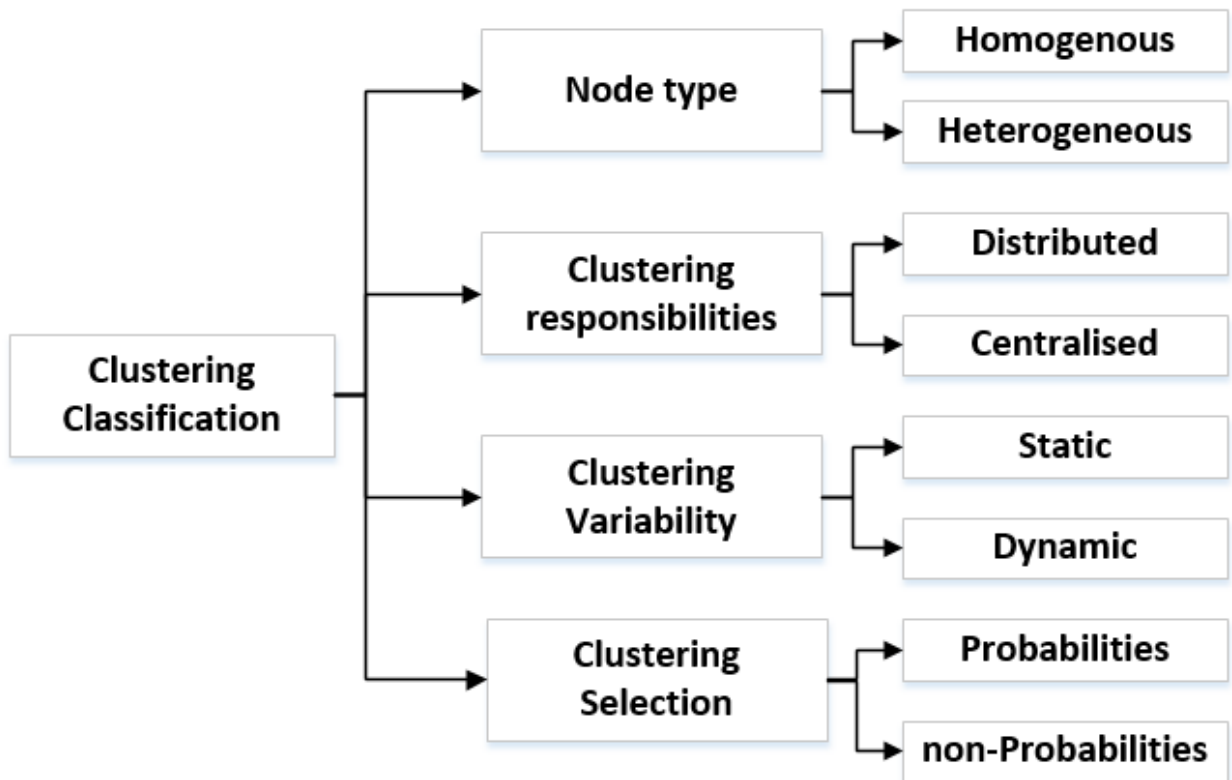 Clustering
Classification
Node type
Homogenous
Heterogeneous
Clustering
responsibilities
Distributed
Centralised
Clustering
Variability
Static
Dynamic
Clustering
Selection
Probabilities
non-Probabilities